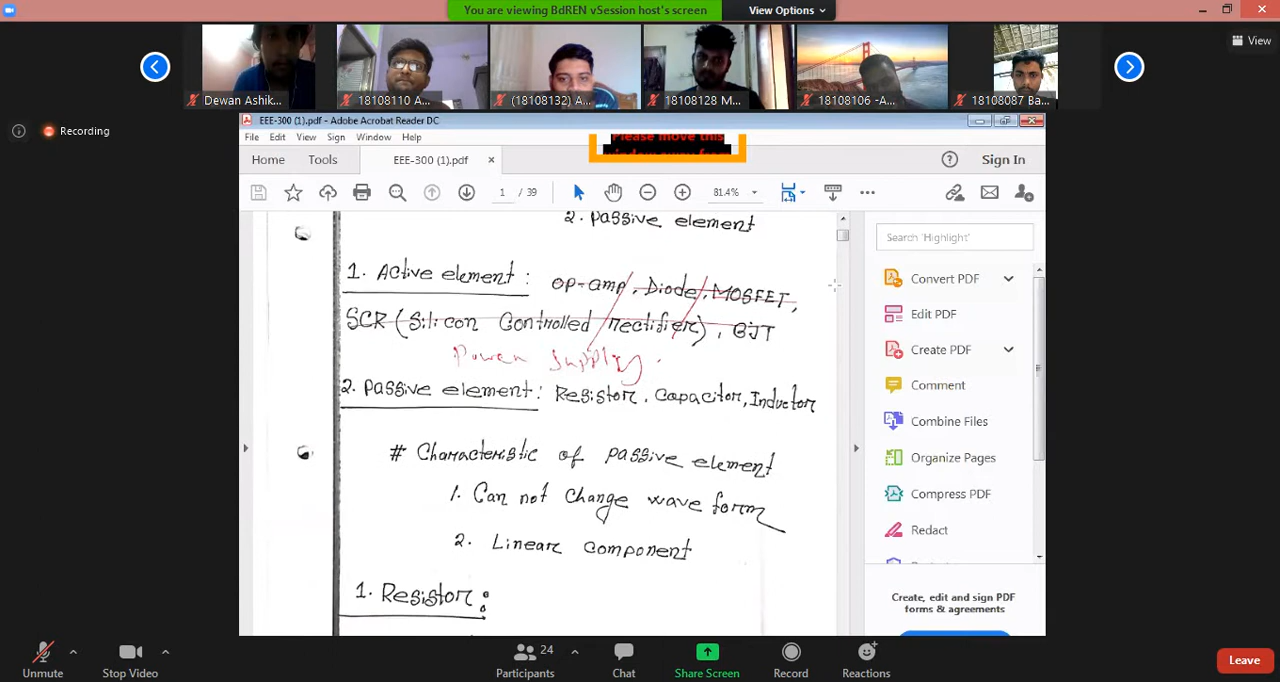 You are viewing BdREN vSession host's screen
View Options
View
Dewan Ashik...
18108110 A...
(18108132) A...
18108128 M...
18108106 -A...
18108087 Ba...
Recording
EEE-300 (1).pdf - Adobe Acrobat Reader DC
File Edit View Sign Window Help
Please move this
Home Tools EEE-300 (1).pdf × Sign In
1 / 39 81.4%
2. Passive element
1. Active element: OP-amp, Diode, MOSFET,
SCR (Silicon Controlled rectifier), BJT
Power Supply.
2. Passive element: Resistor, Capacitor, Inductor
# Characteristic of passive element
1. Can not change wave form
2. Linear component
1. Resistor:
Search 'Highlight'
Convert PDF
Edit PDF
Create PDF
Comment
Combine Files
Organize Pages
Compress PDF
Redact
Create, edit and sign PDF
forms & agreements
Unmute
Stop Video
24
Participants
Chat
Share Screen
Record
Reactions
Leave